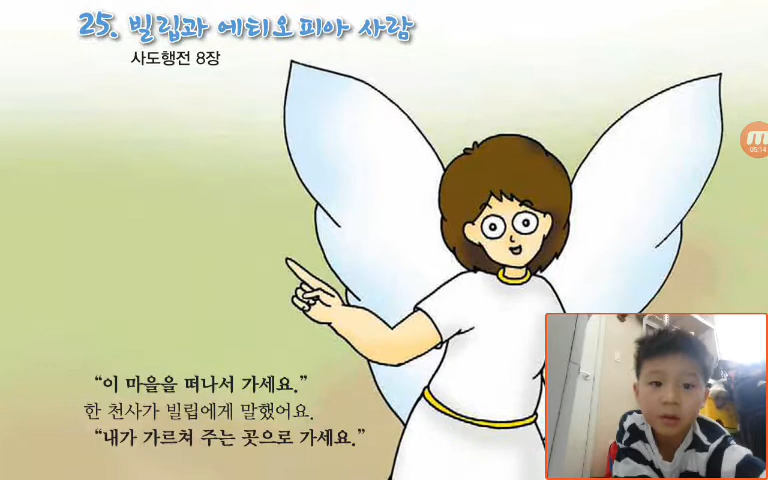 25. 빌립과 에티오피아 사람
사도행전 8장
“이 마을을 떠나서 가세요.”
한 천사가 빌립에게 말했어요.
“내가 가르쳐 주는 곳으로 가세요.”
05:14